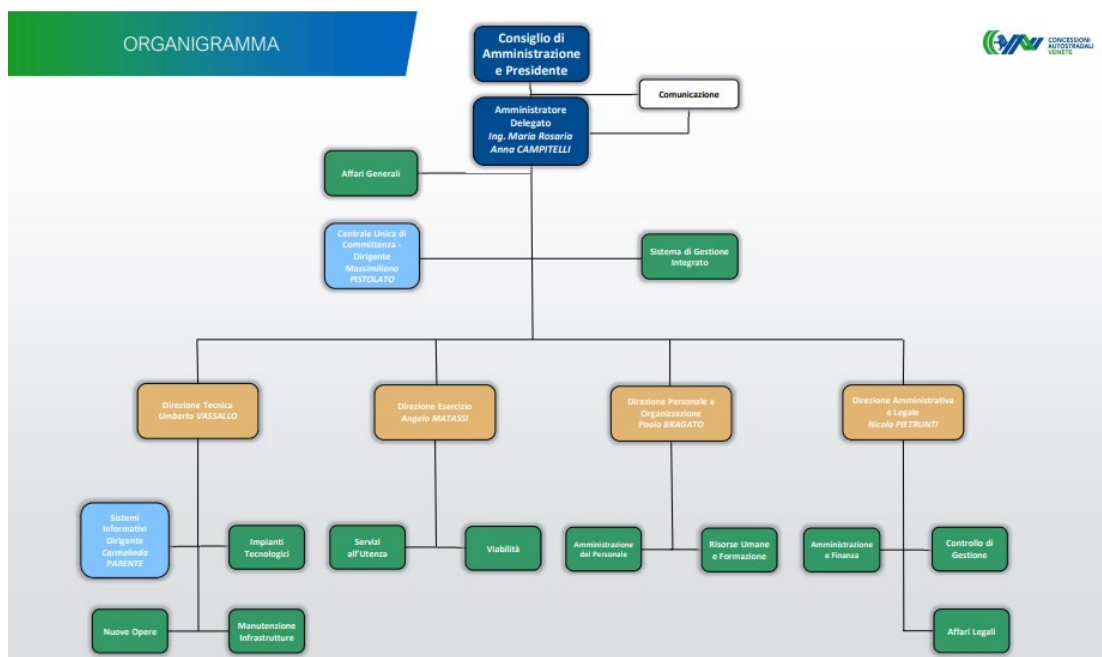 ORGANIGRAMMA
CONCESSIONI
AUTOSTRADALI
VENETE
Consiglio di
Amministrazione
e Presidente
Comunicazione
Amministratore
Delegato
Ing. Maria Rosaria
Anna CAMPITELLI
Affari Generali
Centrale Unica di
Committenza -
Dirigente
Massimiliano
PISTOLATO
Sistema di Gestione
Integrato
Direzione Tecnica
Umberto VASSALLO
Direzione Esercizio
Angelo MATASSI
Direzione Personale e
Organizzazione
Paolo BRAGATO
Direzione Amministrativa
e Legale
Nicola PIETRUNTI
Sistemi
Informativi
Dirigente
Carmelinda
PARENTE
Impianti
Tecnologici
Servizi
all'Utenza
Viabilità
Amministrazione
del Personale
Risorse Umane
e Formazione
Amministrazione
e Finanza
Controllo di
Gestione
Nuove Opere
Manutenzione
Infrastrutture
Affari Legali